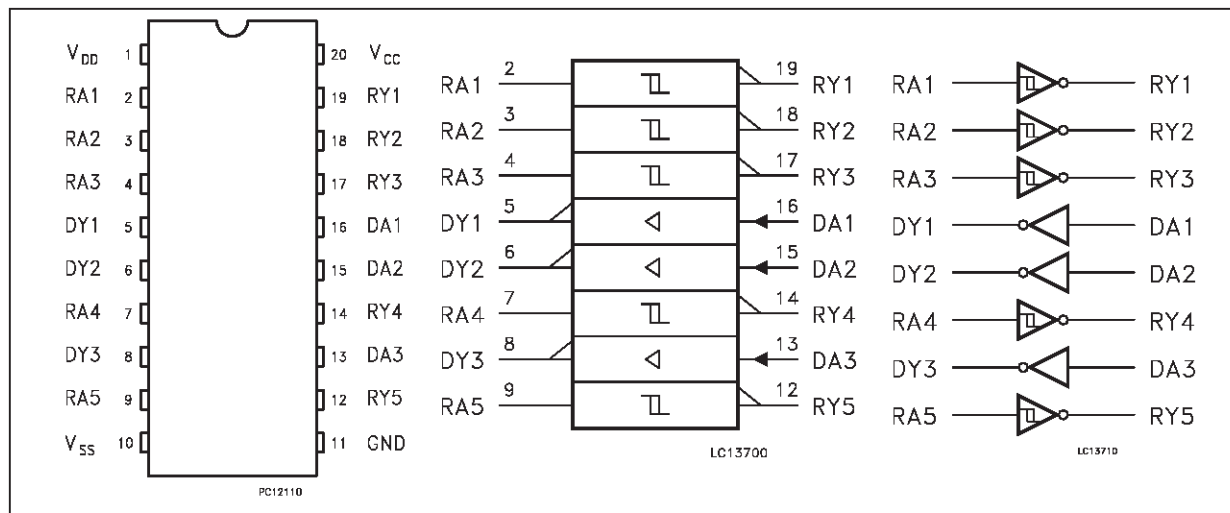 VDD 1 20 VCC
RA1 2 19 RY1
RA2 3 18 RY2
RA3 4 17 RY3
DY1 5 16 DA1
DY2 6 15 DA2
RA4 7 14 RY4
DY3 8 13 DA3
RA5 9 12 RY5
VSS 10 11 GND
PC12110
RA1 2 19 RY1
RA2 3 18 RY2
RA3 4 17 RY3
DY1 5 16 DA1
DY2 6 15 DA2
RA4 7 14 RY4
DY3 8 13 DA3
RA5 9 12 RY5
LC13700
RA1 RY1
RA2 RY2
RA3 RY3
DY1 DA1
DY2 DA2
RA4 RY4
DY3 DA3
RA5 RY5
LC13710